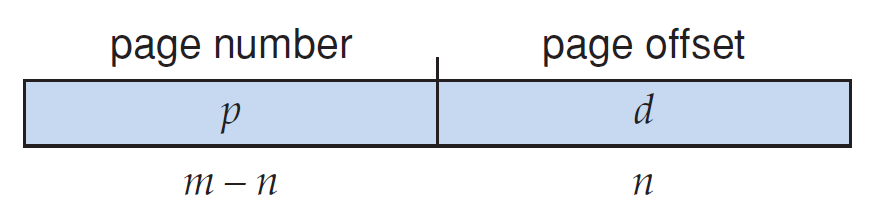 page number page offset
p d
m – n n